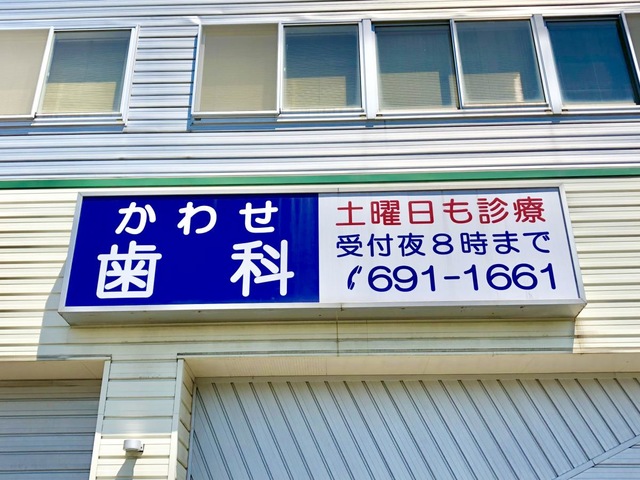 かわせ
歯科
土曜日も診療
受付夜8時まで
691-1661